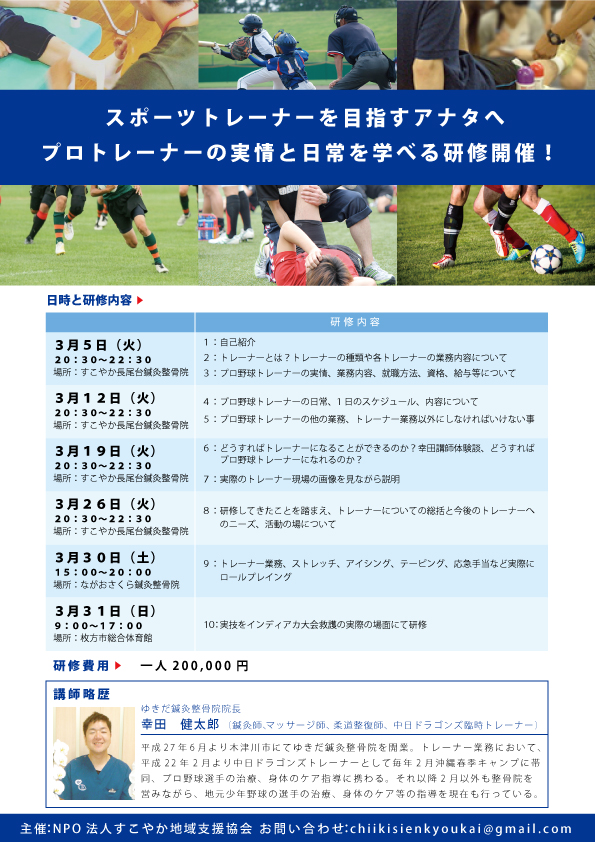 スポーツトレーナーを目指すアナタへ
プロトレーナーの実情と日常を学べる研修開催！
日時と研修内容
研修内容
3月5日（火）
20：30〜22：30
場所：すこやか長尾台鍼灸整骨院
1：自己紹介
2：トレーナーとは？トレーナーの種類や各トレーナーの業務内容について
3：プロ野球トレーナーの実情、業務内容、就職方法、資格、給与等について
3月12日（火）
20：30〜22：30
場所：すこやか長尾台鍼灸整骨院
4：プロ野球トレーナーの日常、1日のスケジュール、内容について
5：プロ野球トレーナーの他の業務、トレーナー業務以外にしなければいけない事
3月19日（火）
20：30〜22：30
場所：すこやか長尾台鍼灸整骨院
6：どうすればトレーナーになることができるのか？幸田講師体験談、どうすれば
プロ野球トレーナーになれるのか？
7：実際のトレーナー現場の画像を見ながら説明
3月26日（火）
20：30〜22：30
場所：すこやか長尾台鍼灸整骨院
8：研修してきたことを踏まえ、トレーナーについての総括と今後のトレーナーへ
のニーズ、活動の場について
3月30日（土）
15：00〜20：00
場所：ながおさくら鍼灸整骨院
9：トレーナー業務、ストレッチ、アイシング、テーピング、応急手当など実際に
ロールプレイング
3月31日（日）
9：00〜17：00
場所：枚方市総合体育館
10：実技をインディアカ大会救護の実際の場面にて研修
研修費用 一人 200,000 円
講師略歴
ゆきだ鍼灸整骨院院長
幸田 健太郎（鍼灸師、マッサージ師、柔道整復師、中日ドラゴンズ臨時トレーナー）
平成27年6月より木津川市にてゆきだ鍼灸整骨院を開業。トレーナー業務において、
平成22年2月より中日ドラゴンズトレーナーとして毎年2月沖縄春季キャンプに帯
同、プロ野球選手の治療、身体のケア指導に携わる。それ以降2月以外も整骨院を
営みながら、地元少年野球の選手の治療、身体のケア等の指導を現在も行っている。
主催：NPO法人すこやか地域支援協会 お問い合わせ：chiikisienkyoukai@gmail.com